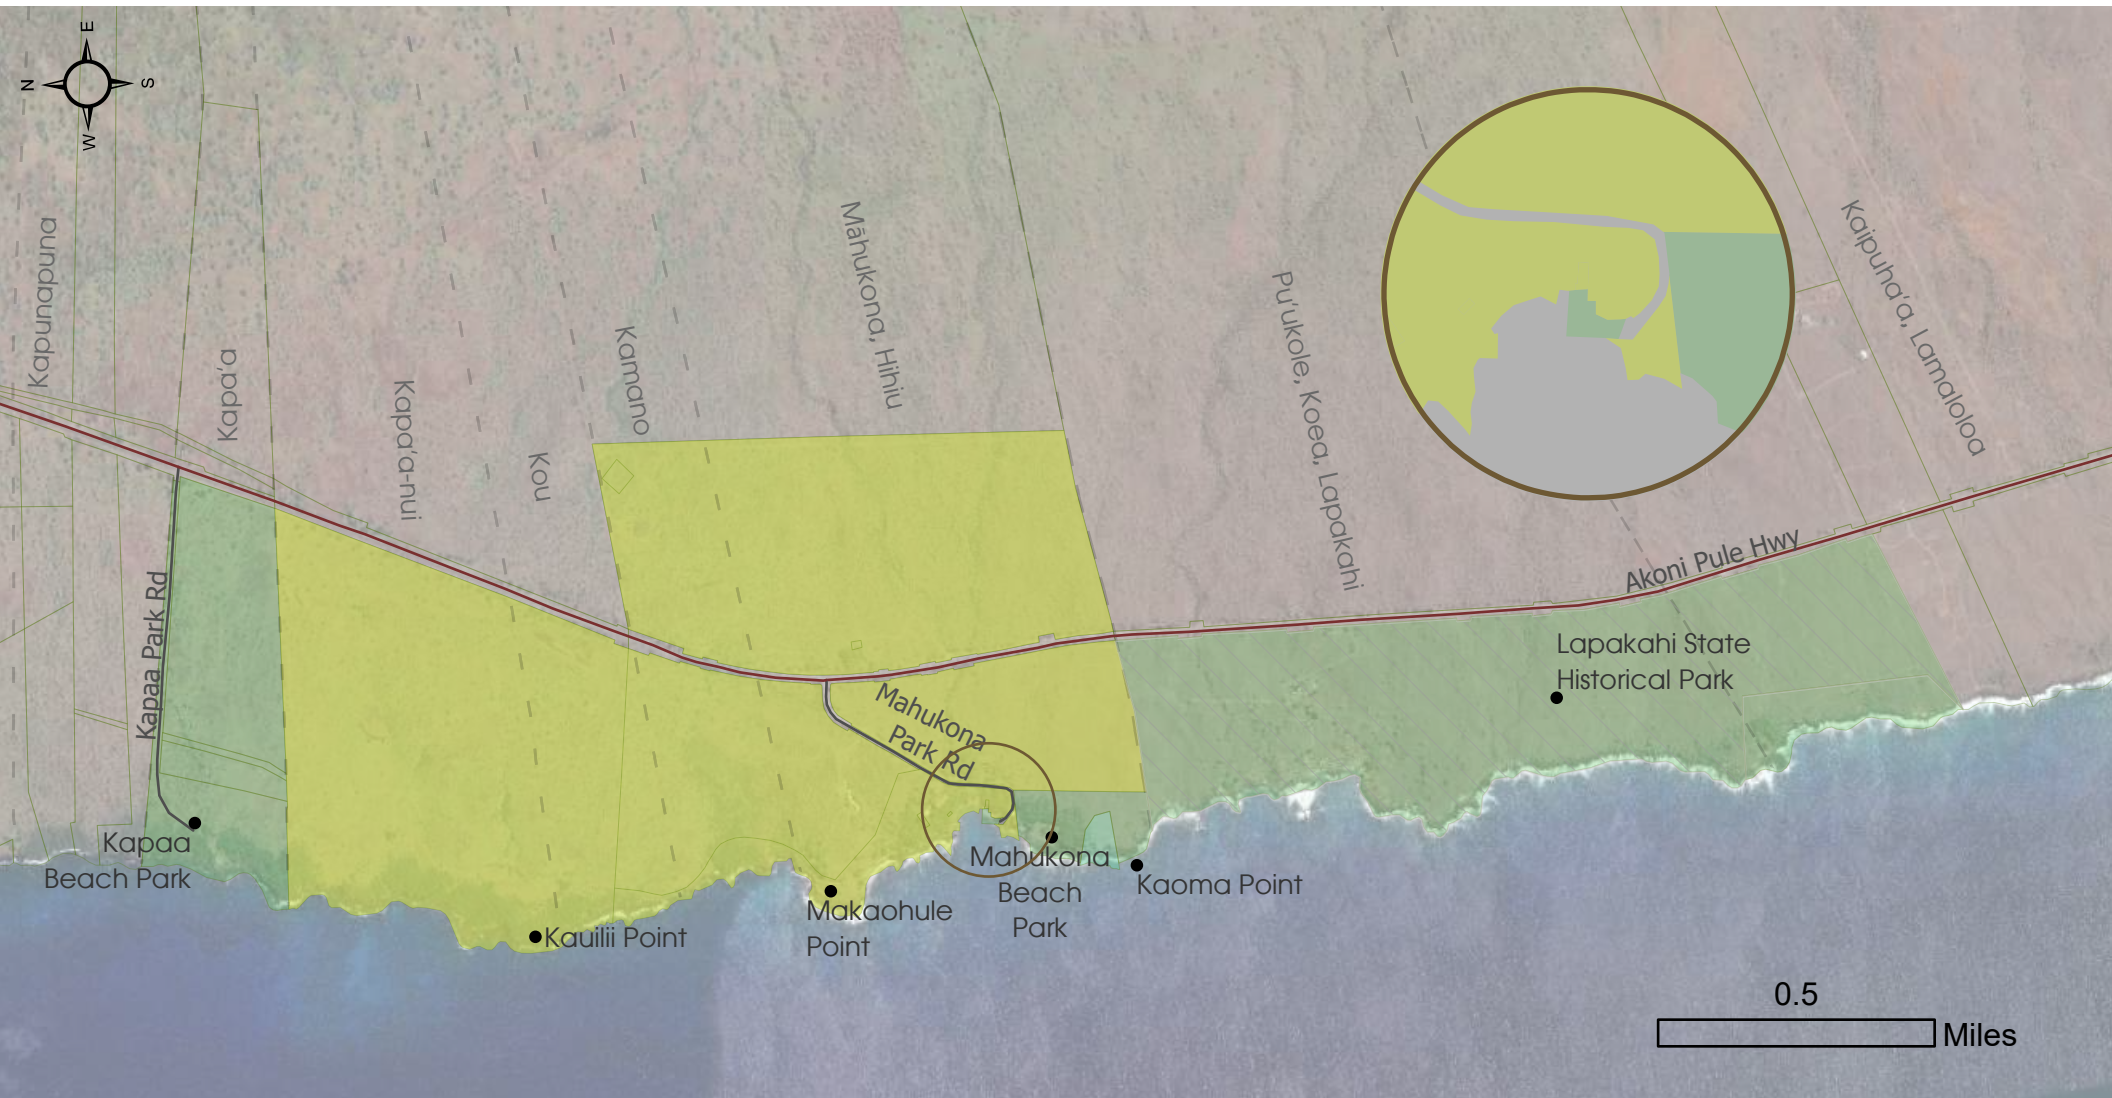 E
N
S
W
Kapunapuna
Kapa'a
Kapa'a-nui
Kou
Kamano
Māhukona, Hihiu
Pu'ukole, Koea, Lapakahi
Kaipuha'a, Lamaloloa
Akoni Pule Hwy
Kapaa Park Rd
Mahukona
Park Rd
Lapakahi State
Historical Park
Kapaa
Beach Park
Kauilii Point
Makaohule
Point
Mahukona
Beach
Park
Kaoma Point
0.5
Miles